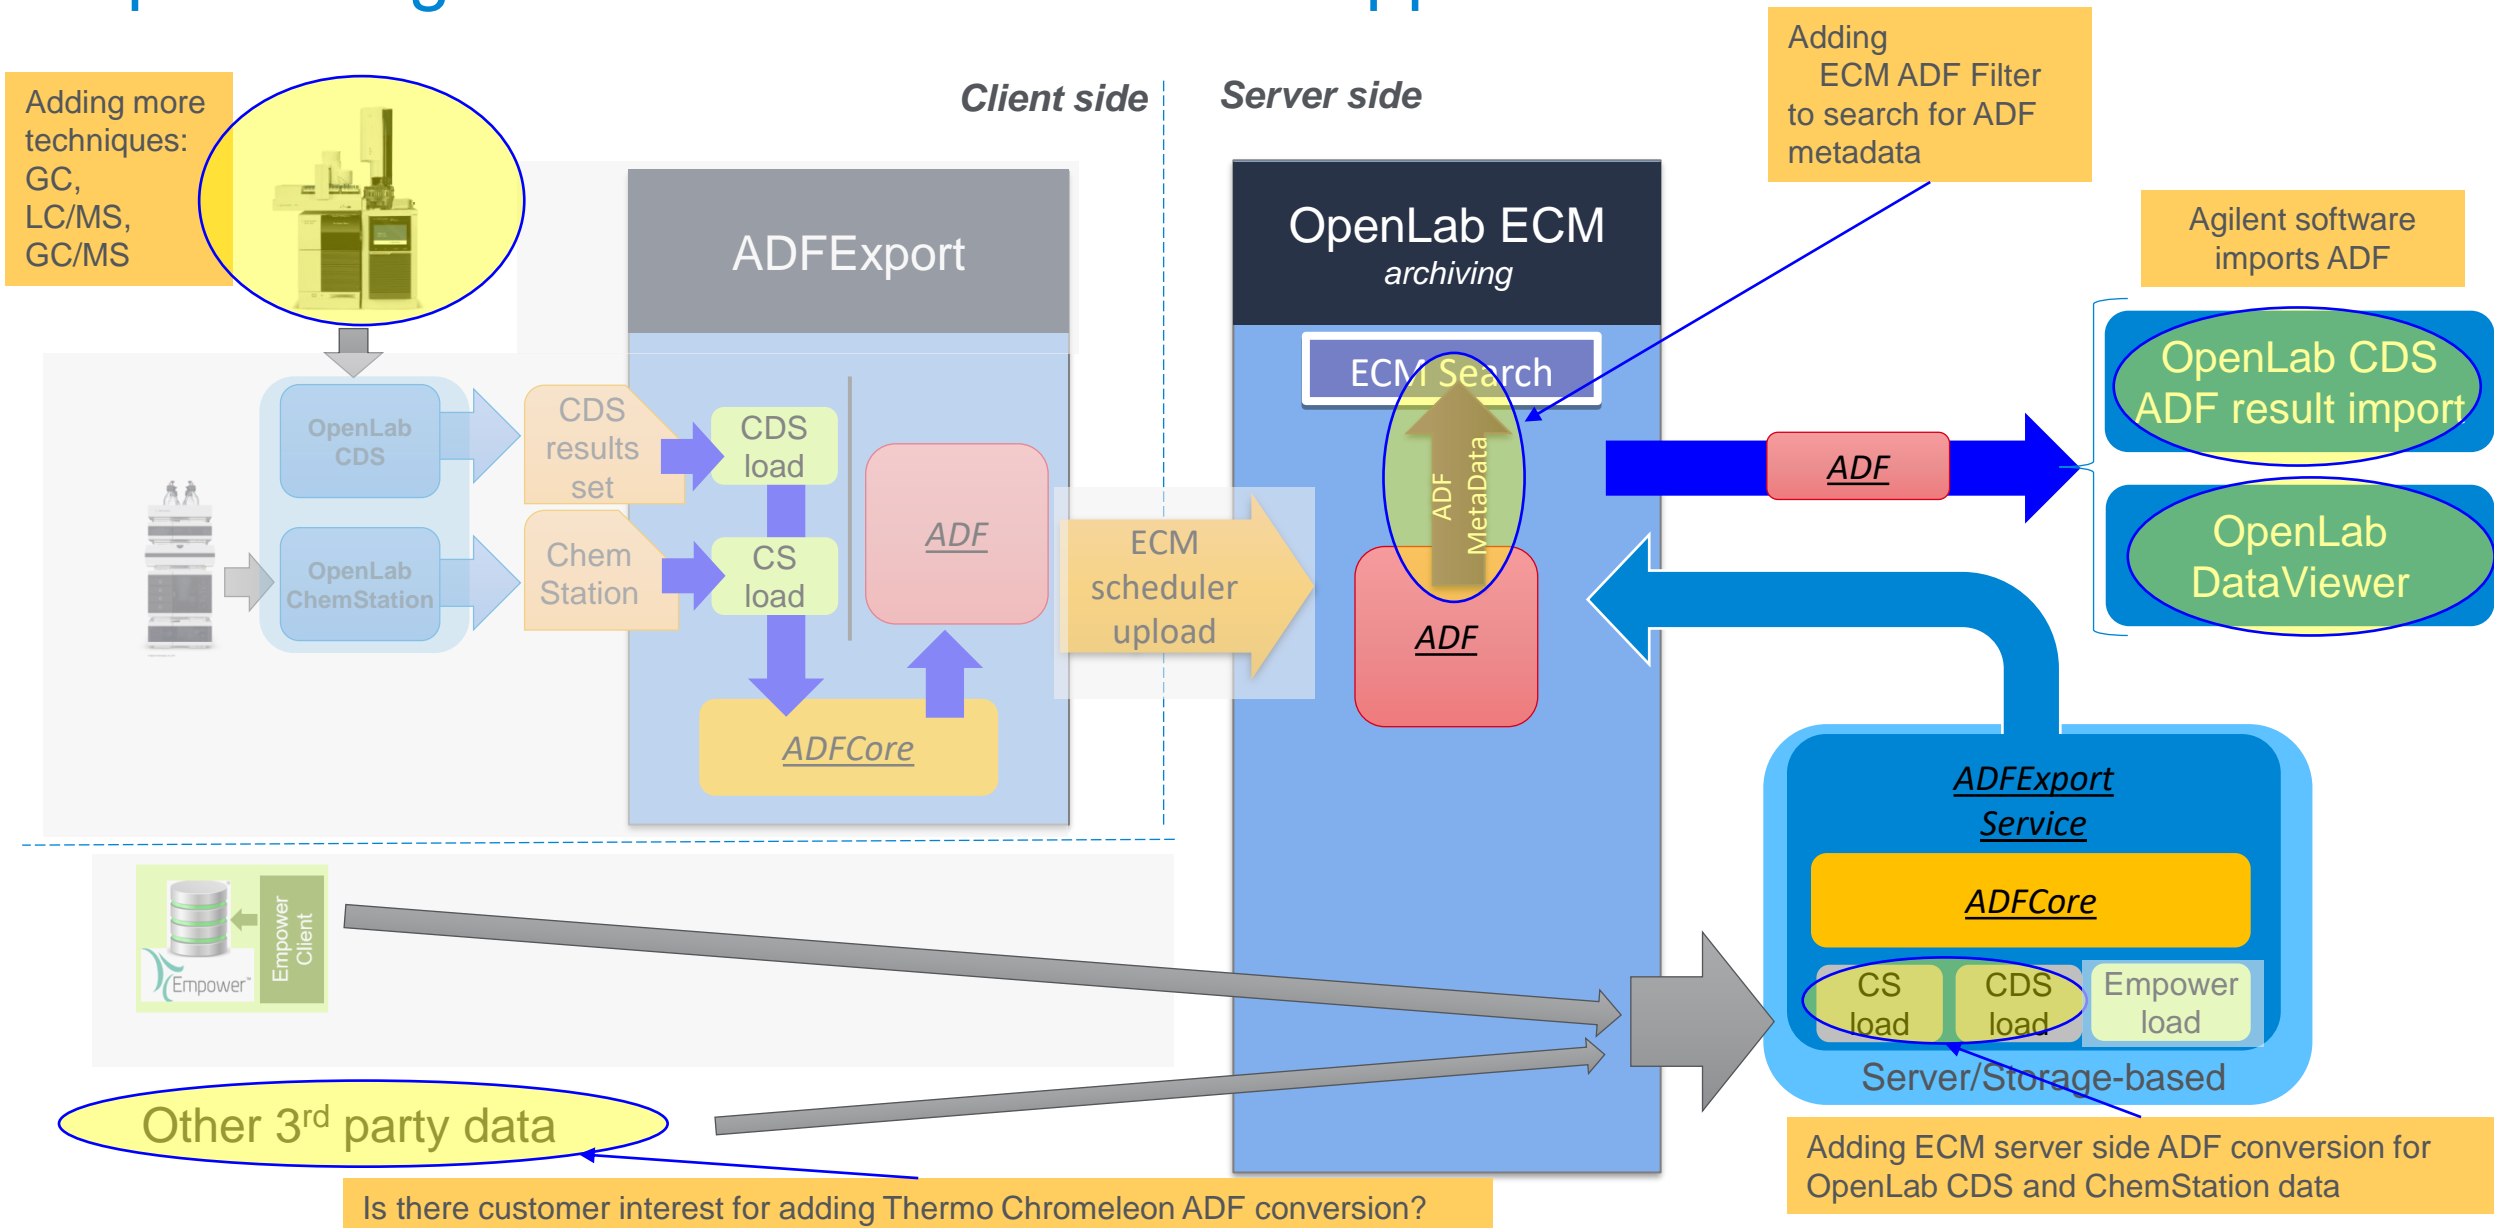 Client side
Server side
Adding more
techniques:
GC,
LC/MS,
GC/MS
Adding
ECM ADF Filter
to search for ADF
metadata
Agilent software
imports ADF
ADFExport
OpenLab ECM
archiving
ECM Search
ADF
MetaData
ADF
OpenLab
CDS
OpenLab
ChemStation
CDS
results
set
Chem
Station
CDS
load
CS
load
ADF
ADFCore
ECM
scheduler
upload
ADF
OpenLab CDS
ADF result import
OpenLab
DataViewer
ADFExport
Service
ADFCore
CS
load
CDS
load
Empower
load
Server/Storage-based
Empower™
Empower
Client
Other 3rd party data
Is there customer interest for adding Thermo Chromeleon ADF conversion?
Adding ECM server side ADF conversion for
OpenLab CDS and ChemStation data